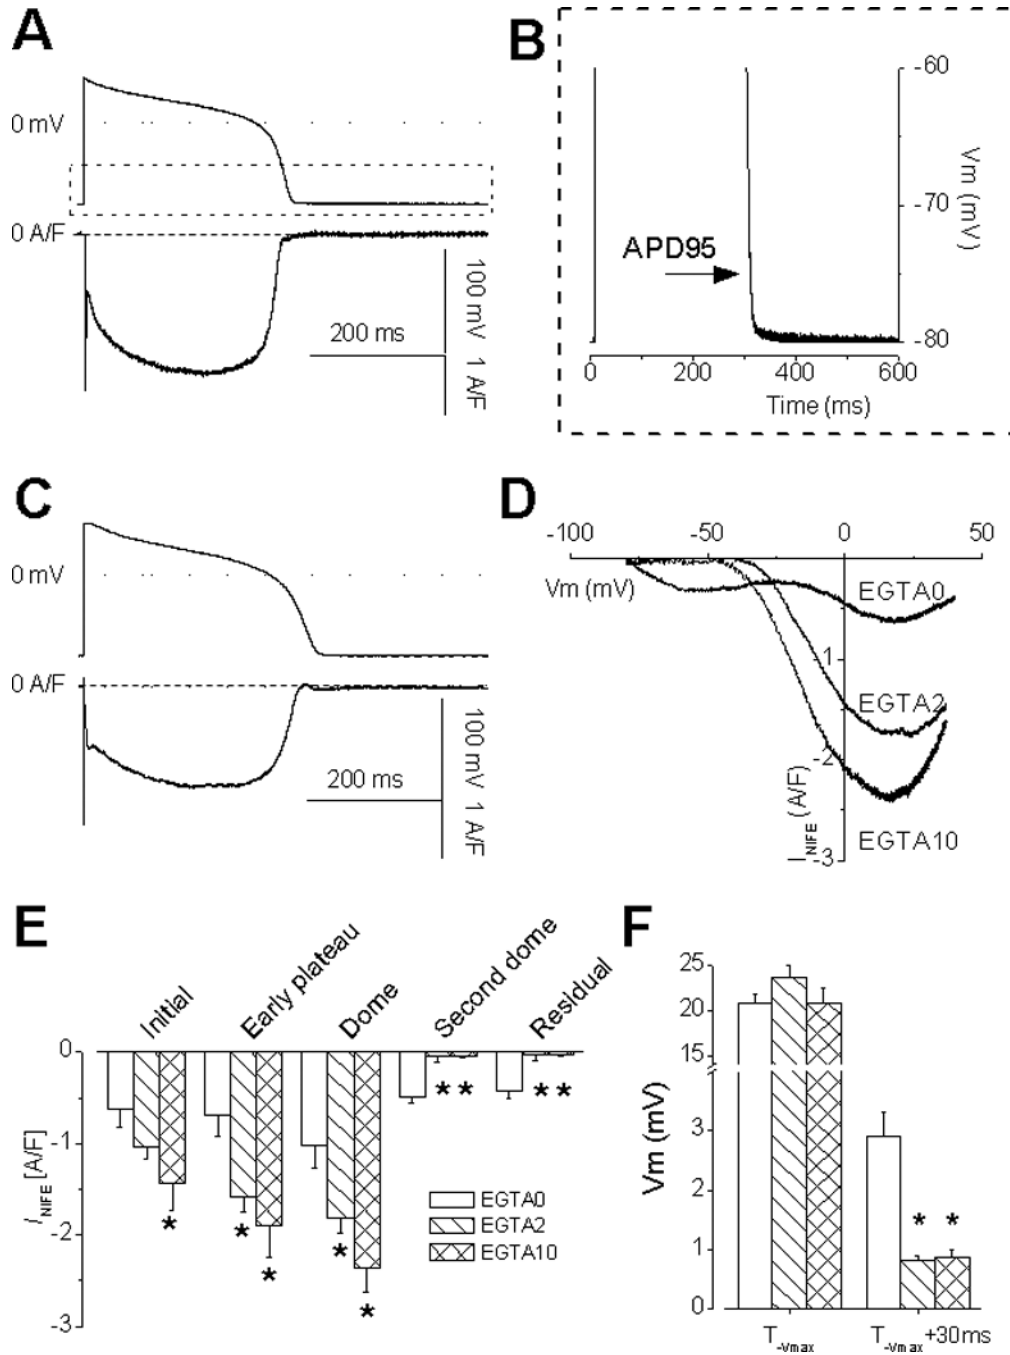 A
0 mV
0 A/F
200 ms
100 mV 1 A/F
B
-60
-70
-80
Vm (mV)
APD95
0
200
400
600
Time (ms)
C
0 mV
0 A/F
200 ms
100 mV 1 A/F
D
-100
-50
0
50
Vm (mV)
EGTA0
-1
EGTA2
-2
EGTA10
-3
I NIFE (A/F)
E
Initial
Early plateau
Dome
Second dome
Residual
0
-1
-2
-3
I NIFE [A/F]
* * * * * * * * *
EGTA0
EGTA2
EGTA10
F
25
20
15
3
2
1
0
Vm (mV)
* *
T-Vmax
T-Vmax+30ms